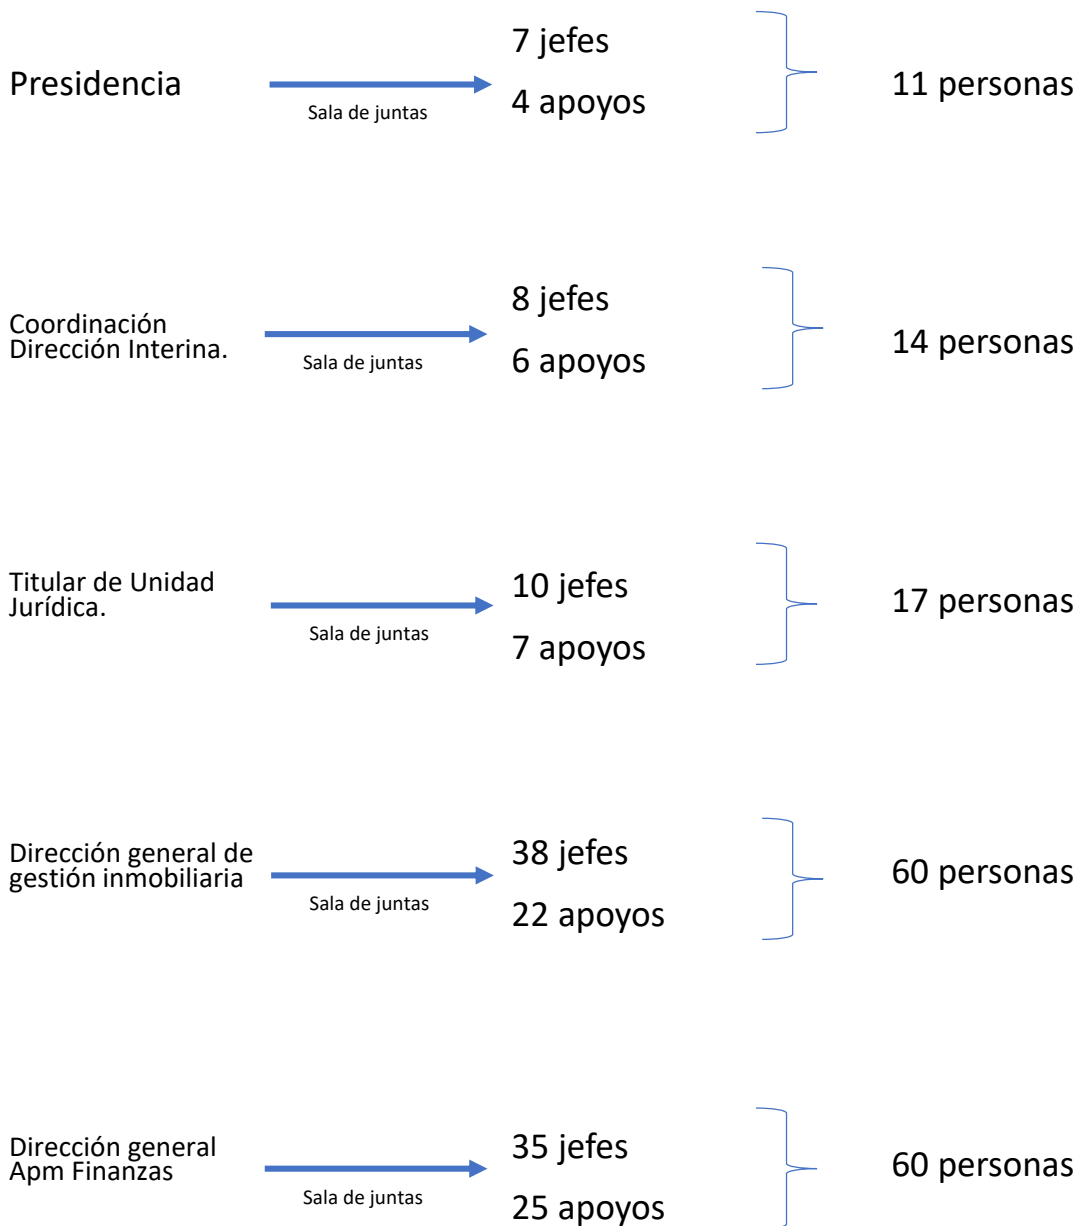 Presidencia
Sala de juntas
7 jefes
4 apoyos
11 personas
Coordinación
Dirección Interina.
Sala de juntas
8 jefes
6 apoyos
14 personas
Titular de Unidad
Jurídica.
Sala de juntas
10 jefes
7 apoyos
17 personas
Dirección general de
gestión inmobiliaria
Sala de juntas
38 jefes
22 apoyos
60 personas
Dirección general
Apm Finanzas
Sala de juntas
35 jefes
25 apoyos
60 personas